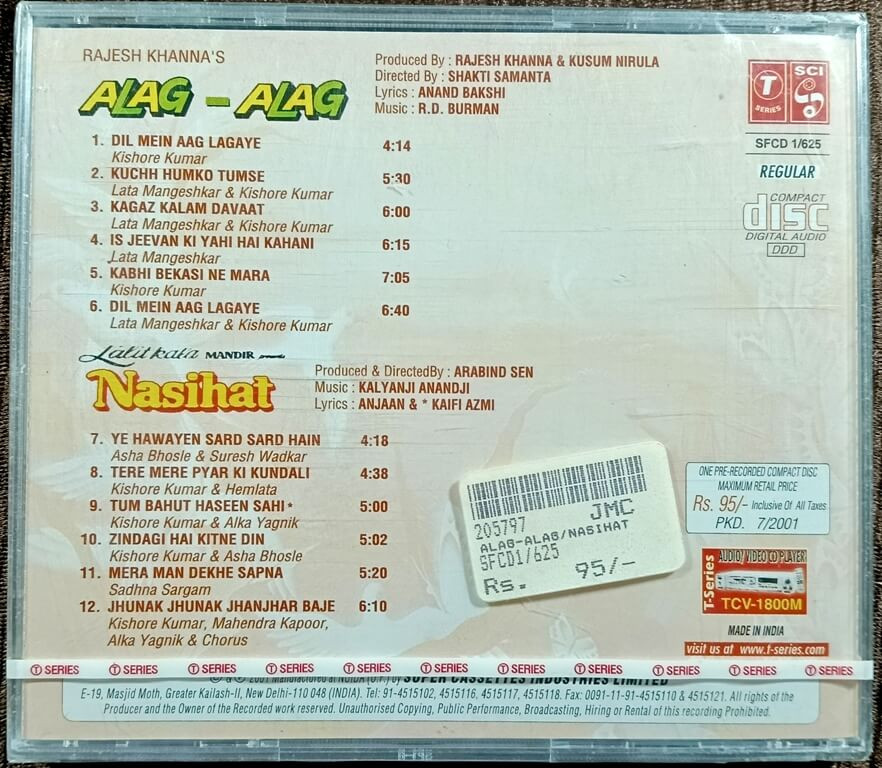 RAJESH KHANNA'S
ALAG - ALAG
Produced By : RAJESH KHANNA & KUSUM NIRULA
Directed By : SHAKTI SAMANTA
Lyrics : ANAND BAKSHI
Music : R.D. BURMAN
T SERIES
SCI
SFCD 1/625
REGULAR
COMPACT
disc
DIGITAL AUDIO
DDD
1. DIL MEIN AAG LAGAYE 4:14
Kishore Kumar
2. KUCHH HUMKO TUMSE 5:30
Lata Mangeshkar & Kishore Kumar
3. KAGAZ KALAM DAVAAT 6:00
Lata Mangeshkar & Kishore Kumar
4. IS JEEVAN KI YAHI HAI KAHANI 6:15
Lata Mangeshkar
5. KABHI BEKASI NE MARA 7:05
Kishore Kumar
6. DIL MEIN AAG LAGAYE 6:40
Lata Mangeshkar & Kishore Kumar
Lalit kala MANDIR presents
Nasihat
Produced & DirectedBy : ARABIND SEN
Music : KALYANJI ANANDJI
Lyrics : ANJAAN & * KAIFI AZMI
7. YE HAWAYEN SARD SARD HAIN 4:18
Asha Bhosle & Suresh Wadkar
8. TERE MERE PYAR KI KUNDALI 4:38
Kishore Kumar & Hemlata
9. TUM BAHUT HASEEN SAHI * 5:00
Kishore Kumar & Alka Yagnik
10. ZINDAGI HAI KITNE DIN 5:02
Kishore Kumar & Asha Bhosle
11. MERA MAN DEKHE SAPNA 5:20
Sadhna Sargam
12. JHUNAK JHUNAK JHANJHAR BAJE 6:10
Kishore Kumar, Mahendra Kapoor,
Alka Yagnik & Chorus
205797 JMC
ALAG-ALAG/NASIHAT
SFCD1/625
Rs. 95/-
ONE PRE-RECORDED COMPACT DISC
MAXIMUM RETAIL PRICE
Rs. 95/- Inclusive Of All Taxes
PKD. 7/2001
T-Series
AUDIO/ VIDEO CD PLAYER
TCV-1800M
MADE IN INDIA
visit us at www.t-series.com
T SERIES T SERIES T SERIES T SERIES T SERIES T SERIES T SERIES T SERIES T SERIES T SERIES T SERIES
2001 Manufactured at NOIDA (U.P.) by SUPER CASSETTES INDUSTRIES LIMITED
E-19, Masjid Moth, Greater Kailash-II, New Delhi-110 048 (INDIA). Tel: 91-4515102, 4515116, 4515117, 4515118. Fax: 0091-11-91-4515110 & 4515121. All rights of the
Producer and the Owner of the Recorded work reserved. Unauthorised Copying, Public Performance, Broadcasting, Hiring or Rental of this recording Prohibited.